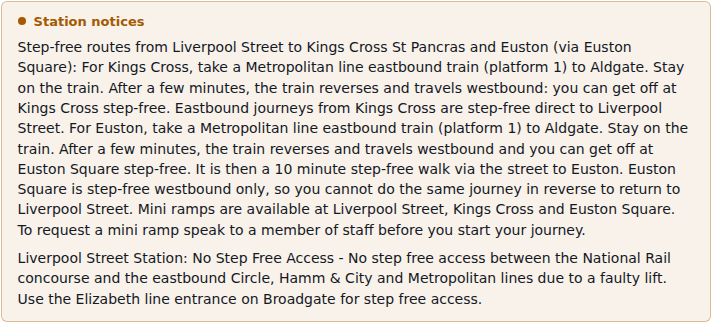 Station notices
Step-free routes from Liverpool Street to Kings Cross St Pancras and Euston (via Euston
Square): For Kings Cross, take a Metropolitan line eastbound train (platform 1) to Aldgate. Stay
on the train. After a few minutes, the train reverses and travels westbound: you can get off at
Kings Cross step-free. Eastbound journeys from Kings Cross are step-free direct to Liverpool
Street. For Euston, take a Metropolitan line eastbound train (platform 1) to Aldgate. Stay on the
train. After a few minutes, the train reverses and travels westbound and you can get off at
Euston Square step-free. It is then a 10 minute step-free walk via the street to Euston. Euston
Square is step-free westbound only, so you cannot do the same journey in reverse to return to
Liverpool Street. Mini ramps are available at Liverpool Street, Kings Cross and Euston Square.
To request a mini ramp speak to a member of staff before you start your journey.
Liverpool Street Station: No Step Free Access - No step free access between the National Rail
concourse and the eastbound Circle, Hamm & City and Metropolitan lines due to a faulty lift.
Use the Elizabeth line entrance on Broadgate for step free access.